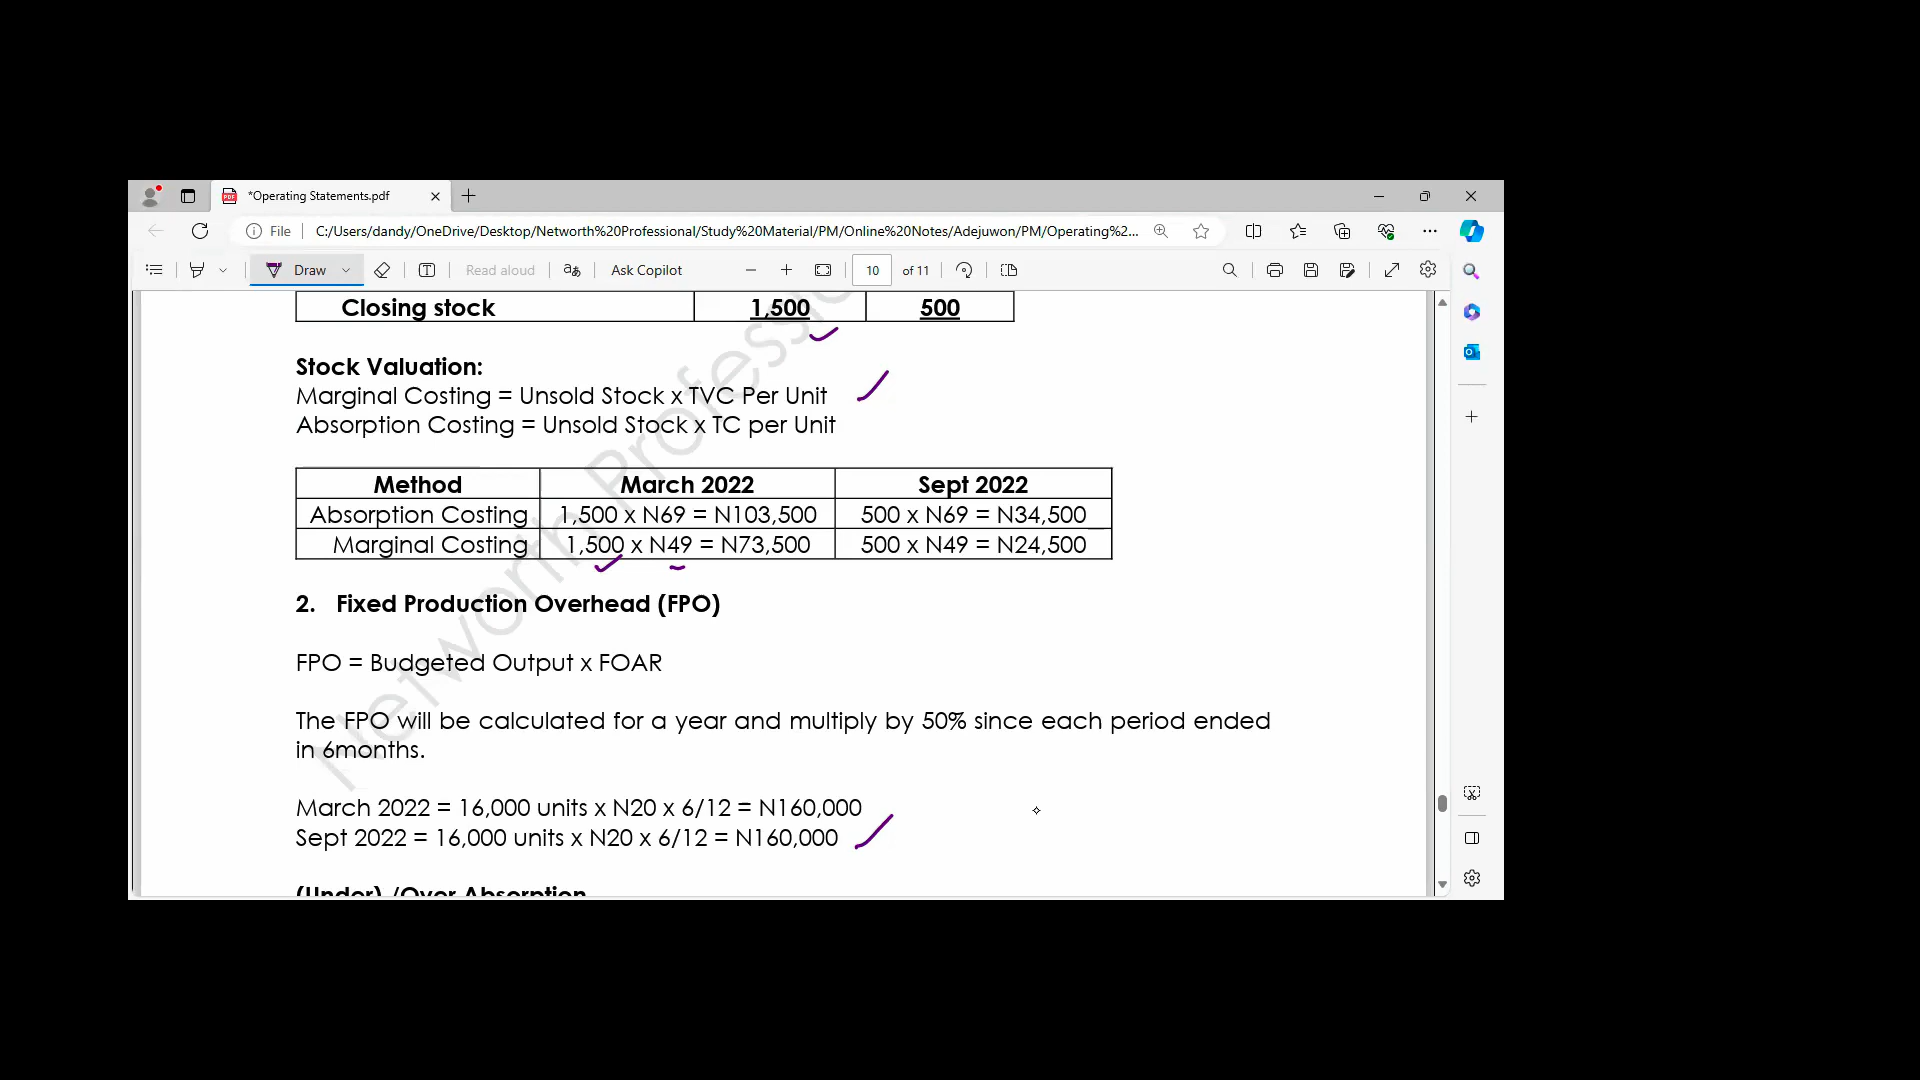 *Operating Statements.pdf
File
C:/Users/dandy/OneDrive/Desktop/Networth%20Professional/Study%20Material/PM/Online%20Notes/Adejuwon/PM/Operating%2...
Draw
Read aloud
Ask Copilot
10 of 11
Closing stock 1,500 500
Stock Valuation:
Marginal Costing = Unsold Stock x TVC Per Unit
Absorption Costing = Unsold Stock x TC per Unit
Method March 2022 Sept 2022
Absorption Costing 1,500 x N69 = N103,500 500 x N69 = N34,500
Marginal Costing 1,500 x N49 = N73,500 500 x N49 = N24,500
2. Fixed Production Overhead (FPO)
FPO = Budgeted Output x FOAR
The FPO will be calculated for a year and multiply by 50% since each period ended
in 6months.
March 2022 = 16,000 units x N20 x 6/12 = N160,000
Sept 2022 = 16,000 units x N20 x 6/12 = N160,000
(Under) /Over Absorption
Networth Professio